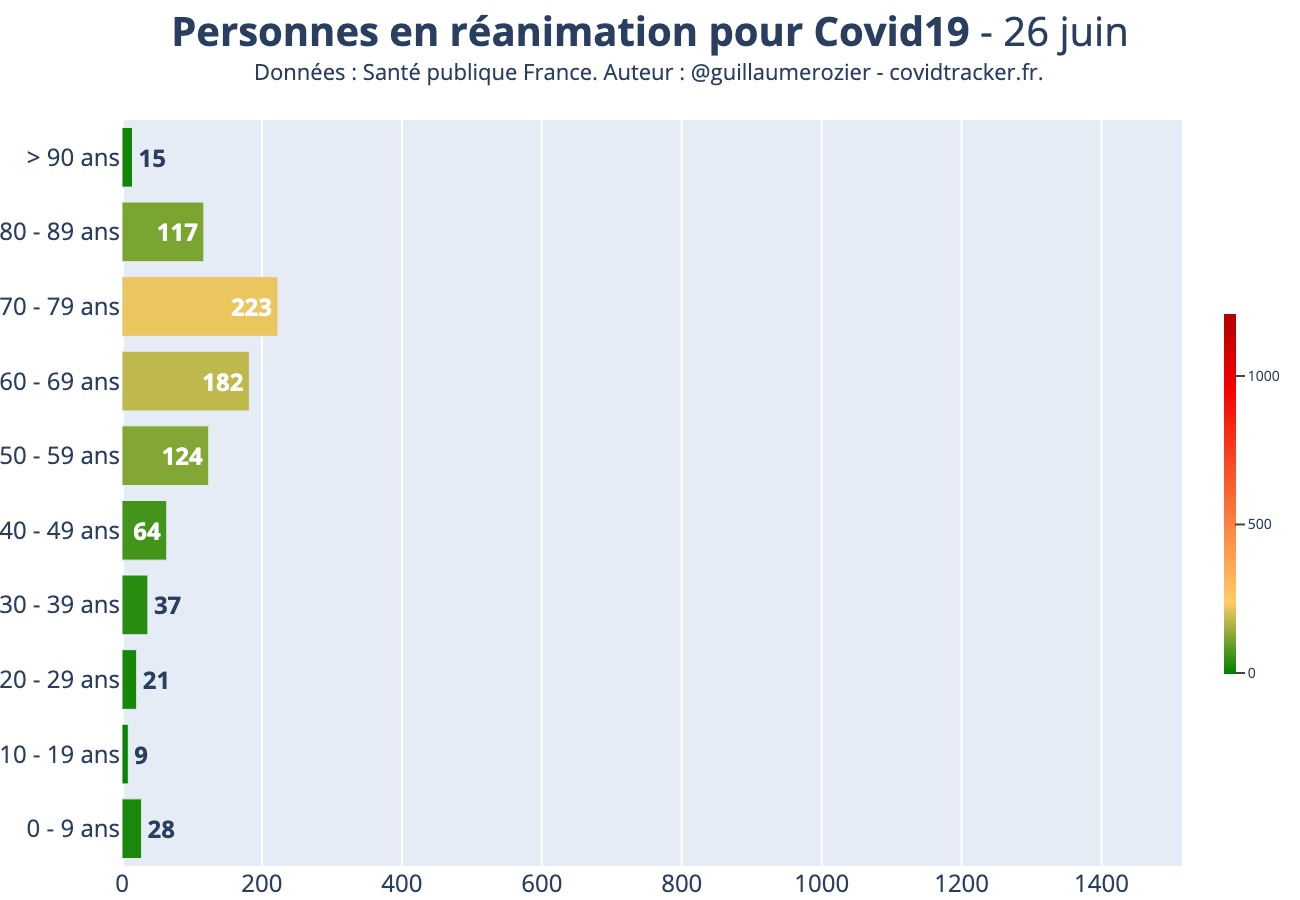 Personnes en réanimation pour Covid19 - 26 juin
Données : Santé publique France. Auteur : @guillaumerozier - covidtracker.fr.
> 90 ans 15
80 - 89 ans 117
70 - 79 ans 223
60 - 69 ans 182
50 - 59 ans 124
40 - 49 ans 64
30 - 39 ans 37
20 - 29 ans 21
10 - 19 ans 9
0 - 9 ans 28
0 200 400 600 800 1000 1200 1400
1000
500
0